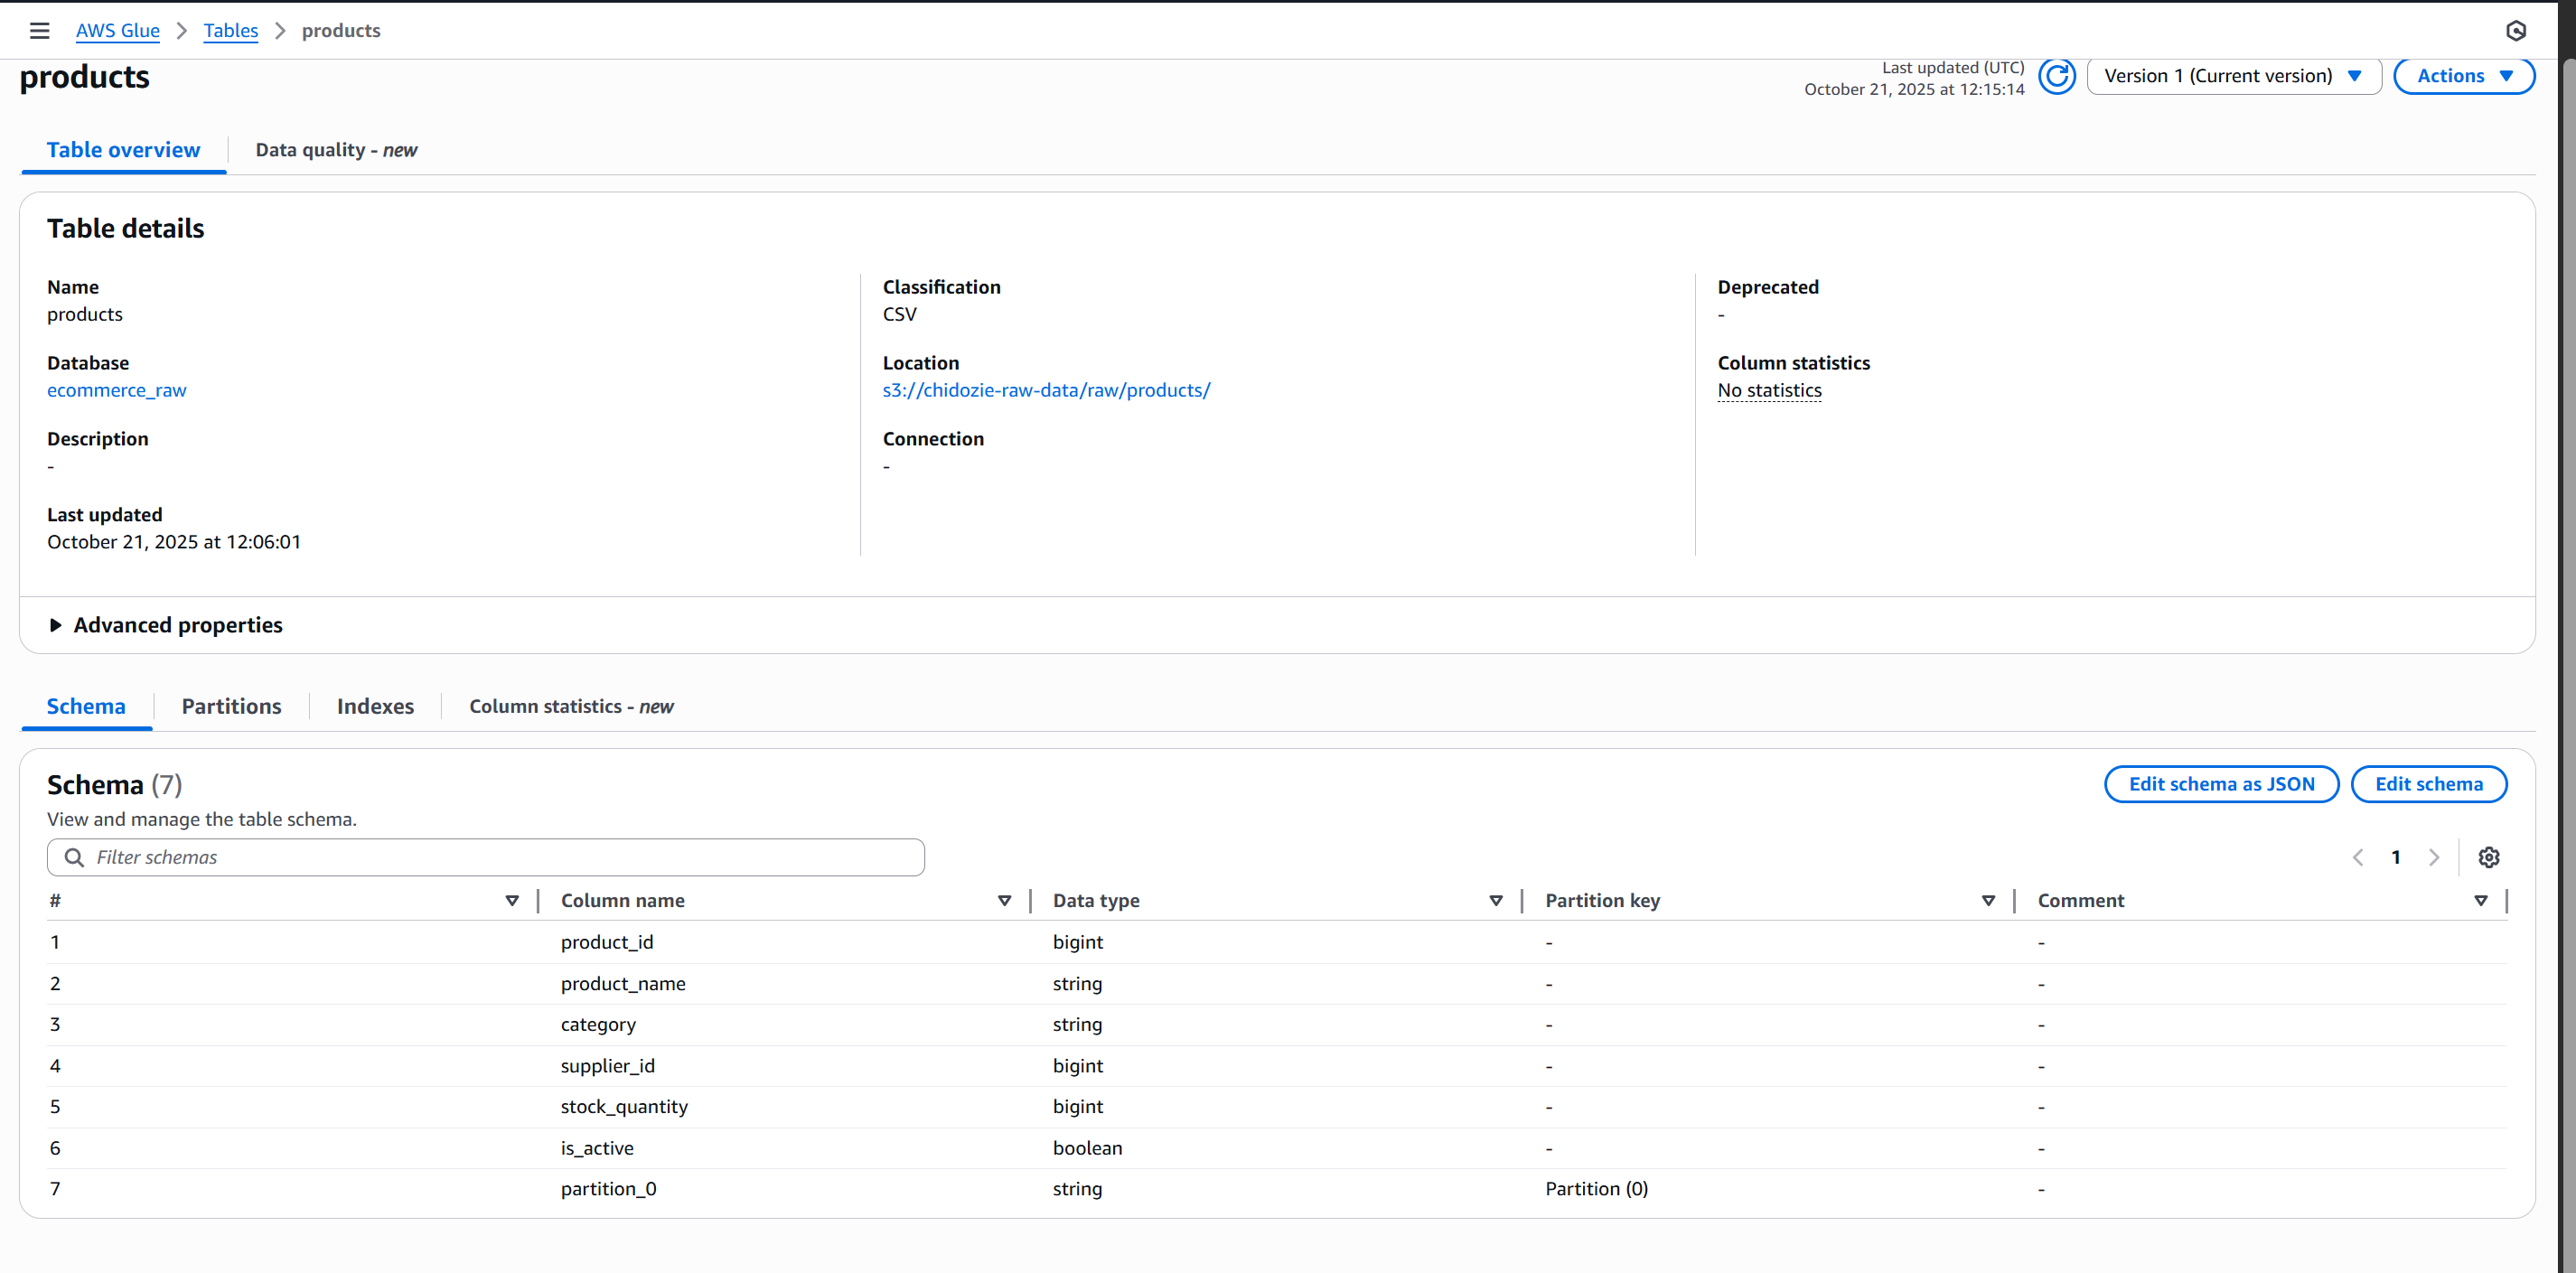 AWS Glue > Tables > products
products
Last updated (UTC)
October 21, 2025 at 12:15:14
Version 1 (Current version)
Actions
Table overview
Data quality - new
Table details
Name
products
Database
ecommerce_raw
Description
-
Last updated
October 21, 2025 at 12:06:01
Classification
CSV
Location
s3://chidozie-raw-data/raw/products/
Connection
-
Deprecated
-
Column statistics
No statistics
Advanced properties
Schema
Partitions
Indexes
Column statistics - new
Schema (7)
View and manage the table schema.
Edit schema as JSON
Edit schema
Filter schemas
1
# Column name Data type Partition key Comment
1 product_id bigint - -
2 product_name string - -
3 category string - -
4 supplier_id bigint - -
5 stock_quantity bigint - -
6 is_active boolean - -
7 partition_0 string Partition (0) -